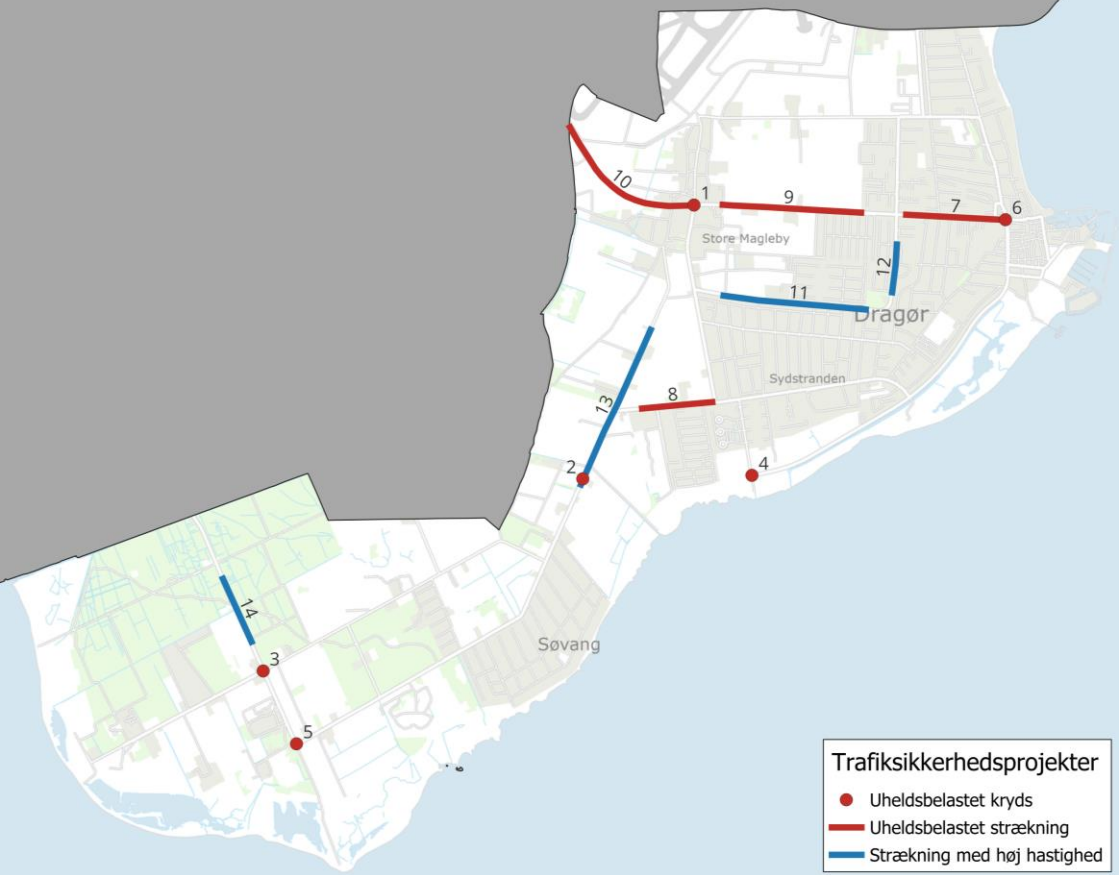 10
1
9
7
6
Store Magleby
12
11
Dragør
13
8
Sydstranden
2
4
14
Søvang
3
5
Trafiksikkerhedsprojekter
Uheldsbelastet kryds
Uheldsbelastet strækning
Strækning med høj hastighed